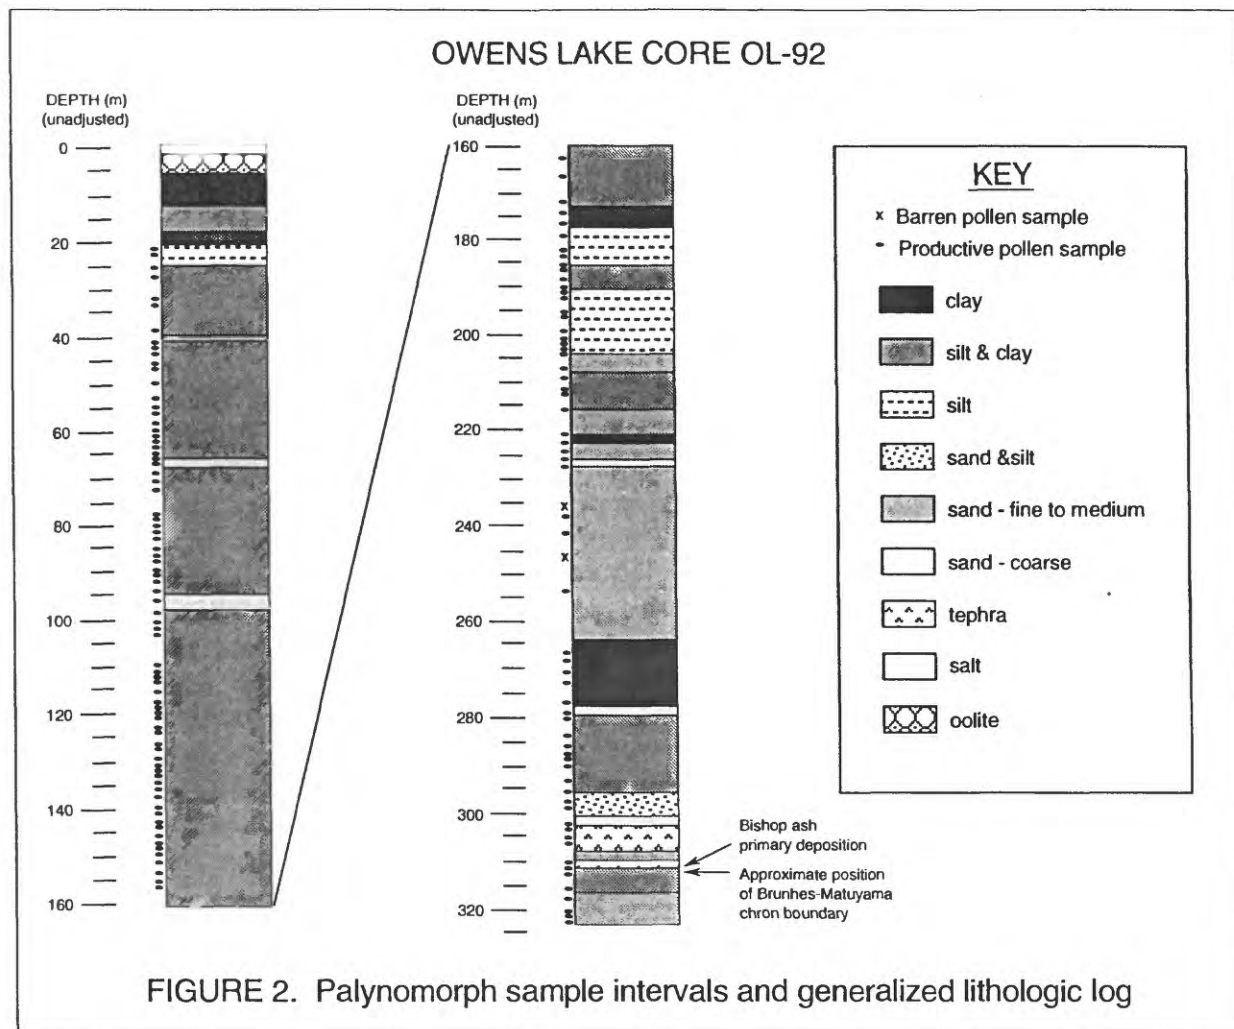 OWENS LAKE CORE OL-92
DEPTH (m)
(unadjusted)
0
20
40
60
80
100
120
140
160
DEPTH (m)
(unadjusted)
160
180
200
220
240
260
280
300
320
Bishop ash
primary deposition
Approximate position
of Brunhes-Matuyama
chron boundary
KEY
x Barren pollen sample
Productive pollen sample
clay
silt & clay
silt
sand &silt
sand - fine to medium
sand - coarse
tephra
salt
oolite
FIGURE 2. Palynomorph sample intervals and generalized lithologic log